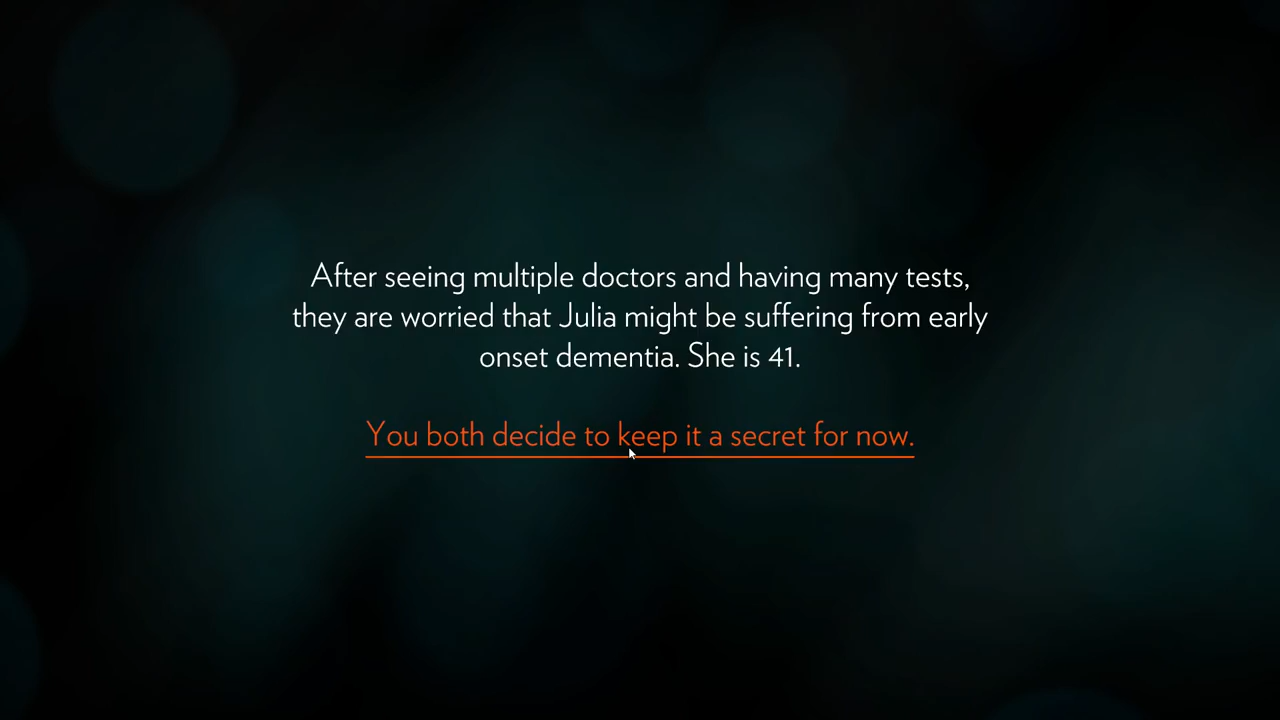 After seeing multiple doctors and having many tests,
they are worried that Julia might be suffering from early
onset dementia. She is 41.
You both decide to keep it a secret for now.